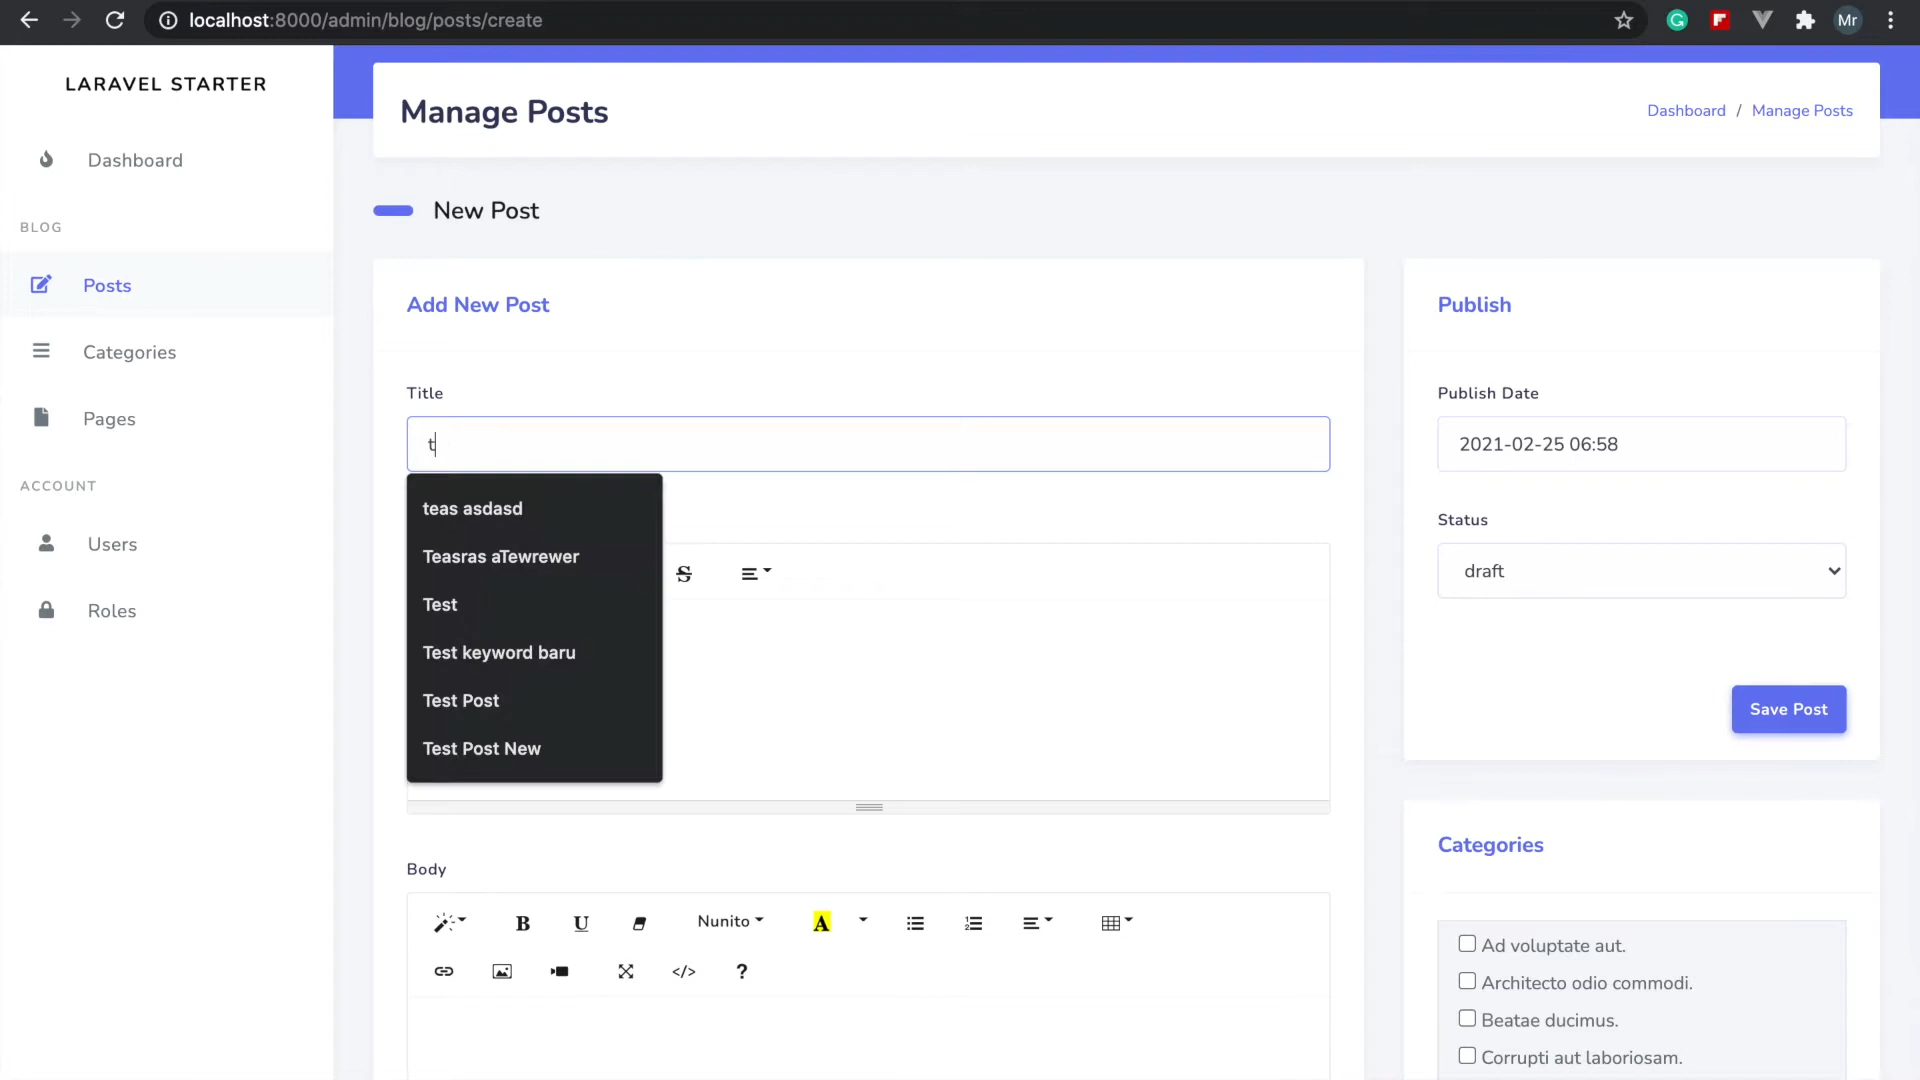 localhost:8000/admin/blog/posts/create
Mr
LARAVEL STARTER
Dashboard
BLOG
Posts
Categories
Pages
ACCOUNT
Users
Roles
Manage Posts
Dashboard / Manage Posts
New Post
Add New Post
Title
t
teas asdasd
Teasras aTewrewer
Test
Test keyword baru
Test Post
Test Post New
S
Body
B U Nunito A
</> ?
Publish
Publish Date
2021-02-25 06:58
Status
draft
Save Post
Categories
Ad voluptate aut.
Architecto odio commodi.
Beatae ducimus.
Corrupti aut laboriosam.